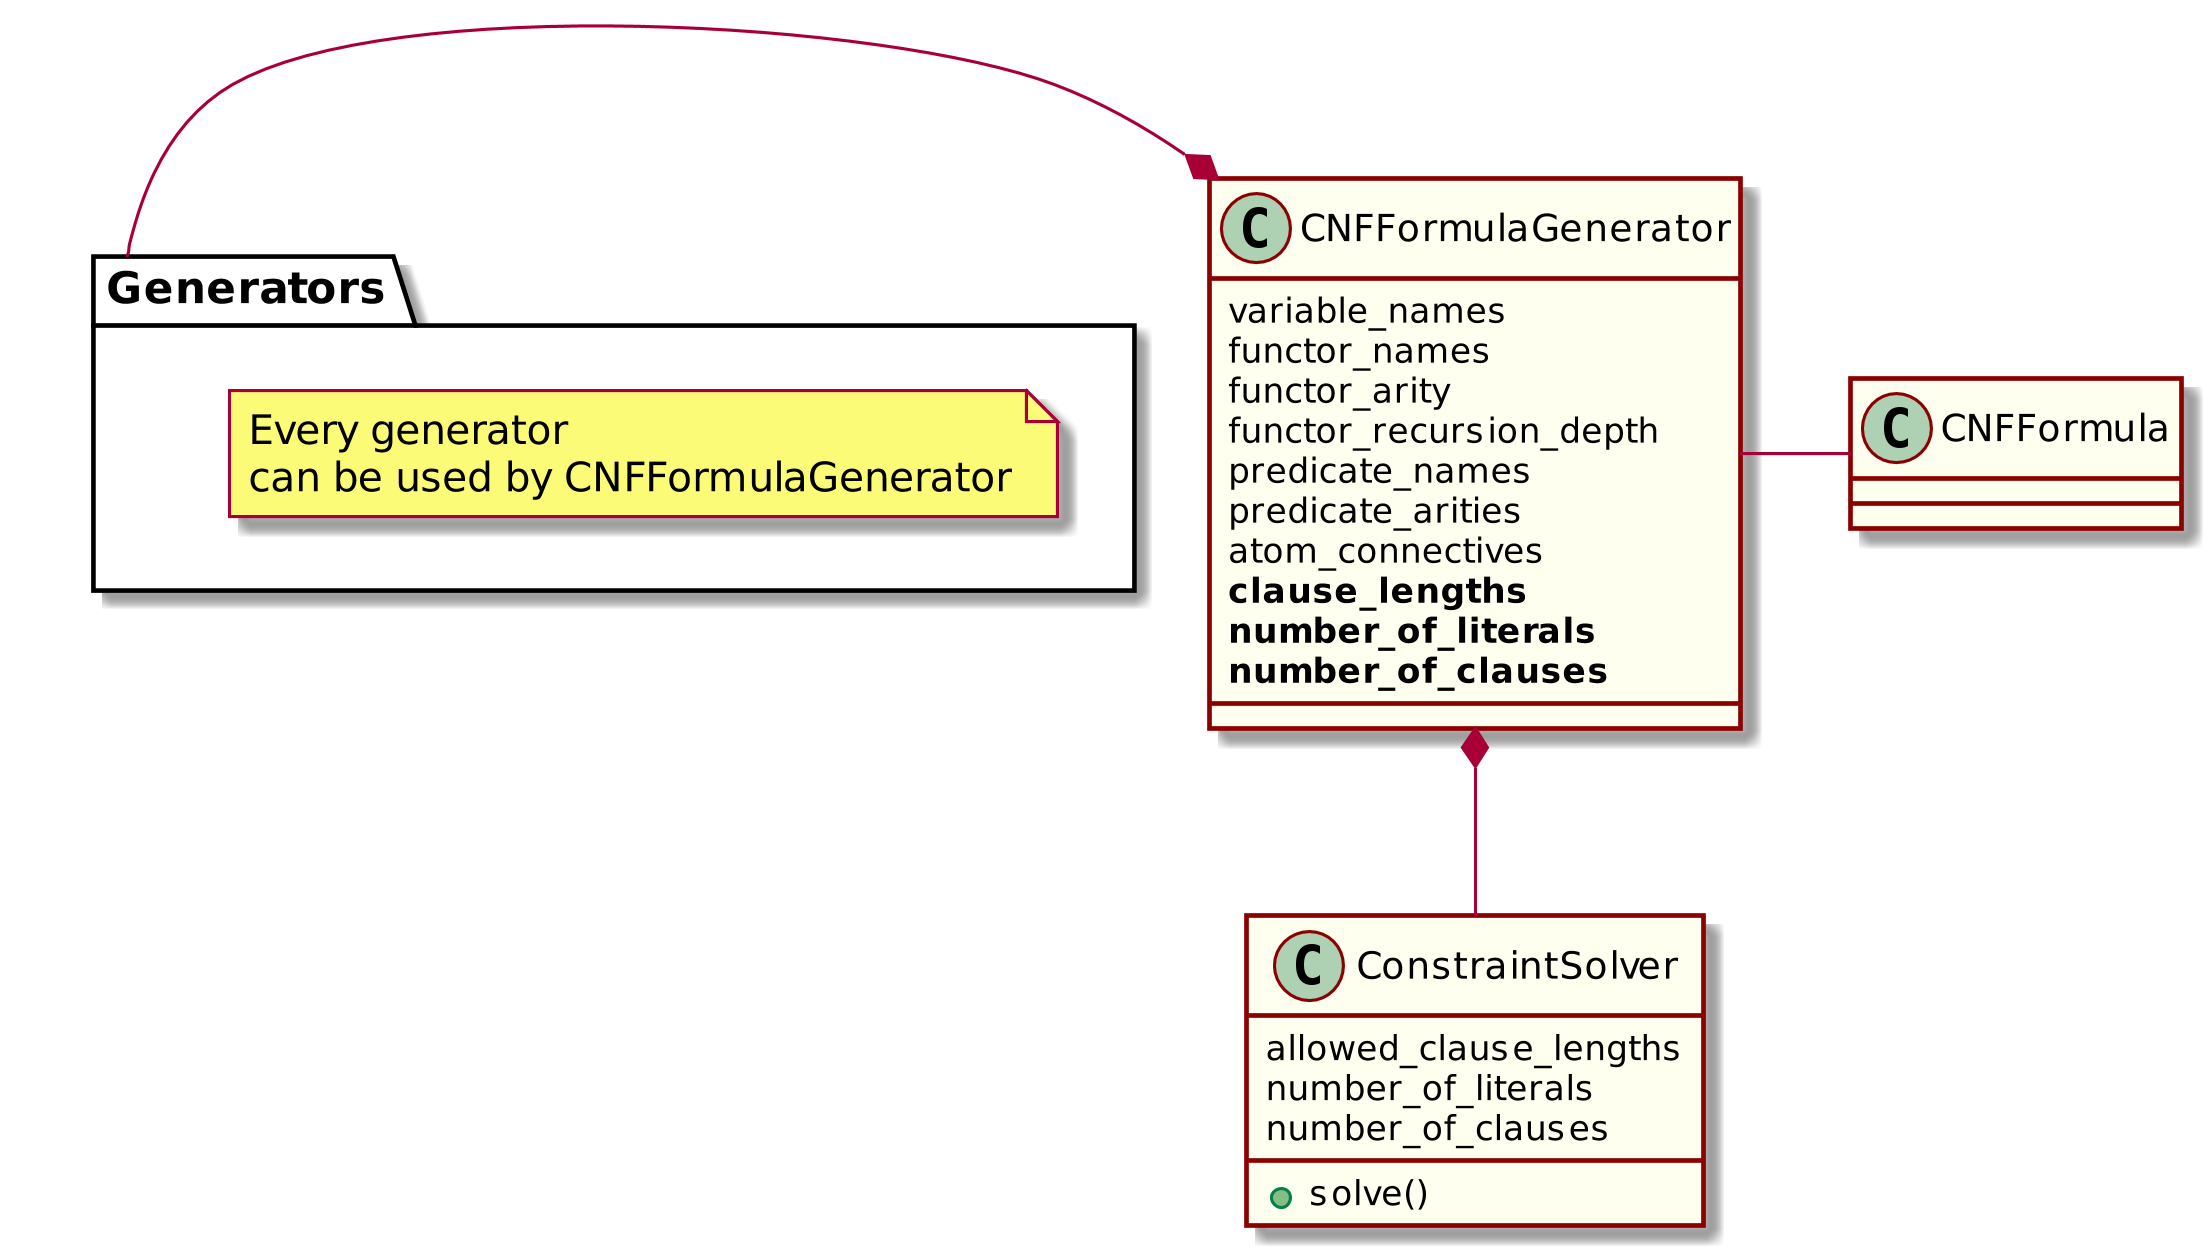 Generators
Every generator
can be used by CNFFormulaGenerator
C CNFFormulaGenerator
variable_names
functor_names
functor_arity
functor_recursion_depth
predicate_names
predicate_arities
atom_connectives
clause_lengths
number_of_literals
number_of_clauses
C CNFFormula
C ConstraintSolver
allowed_clause_lengths
number_of_literals
number_of_clauses
solve()